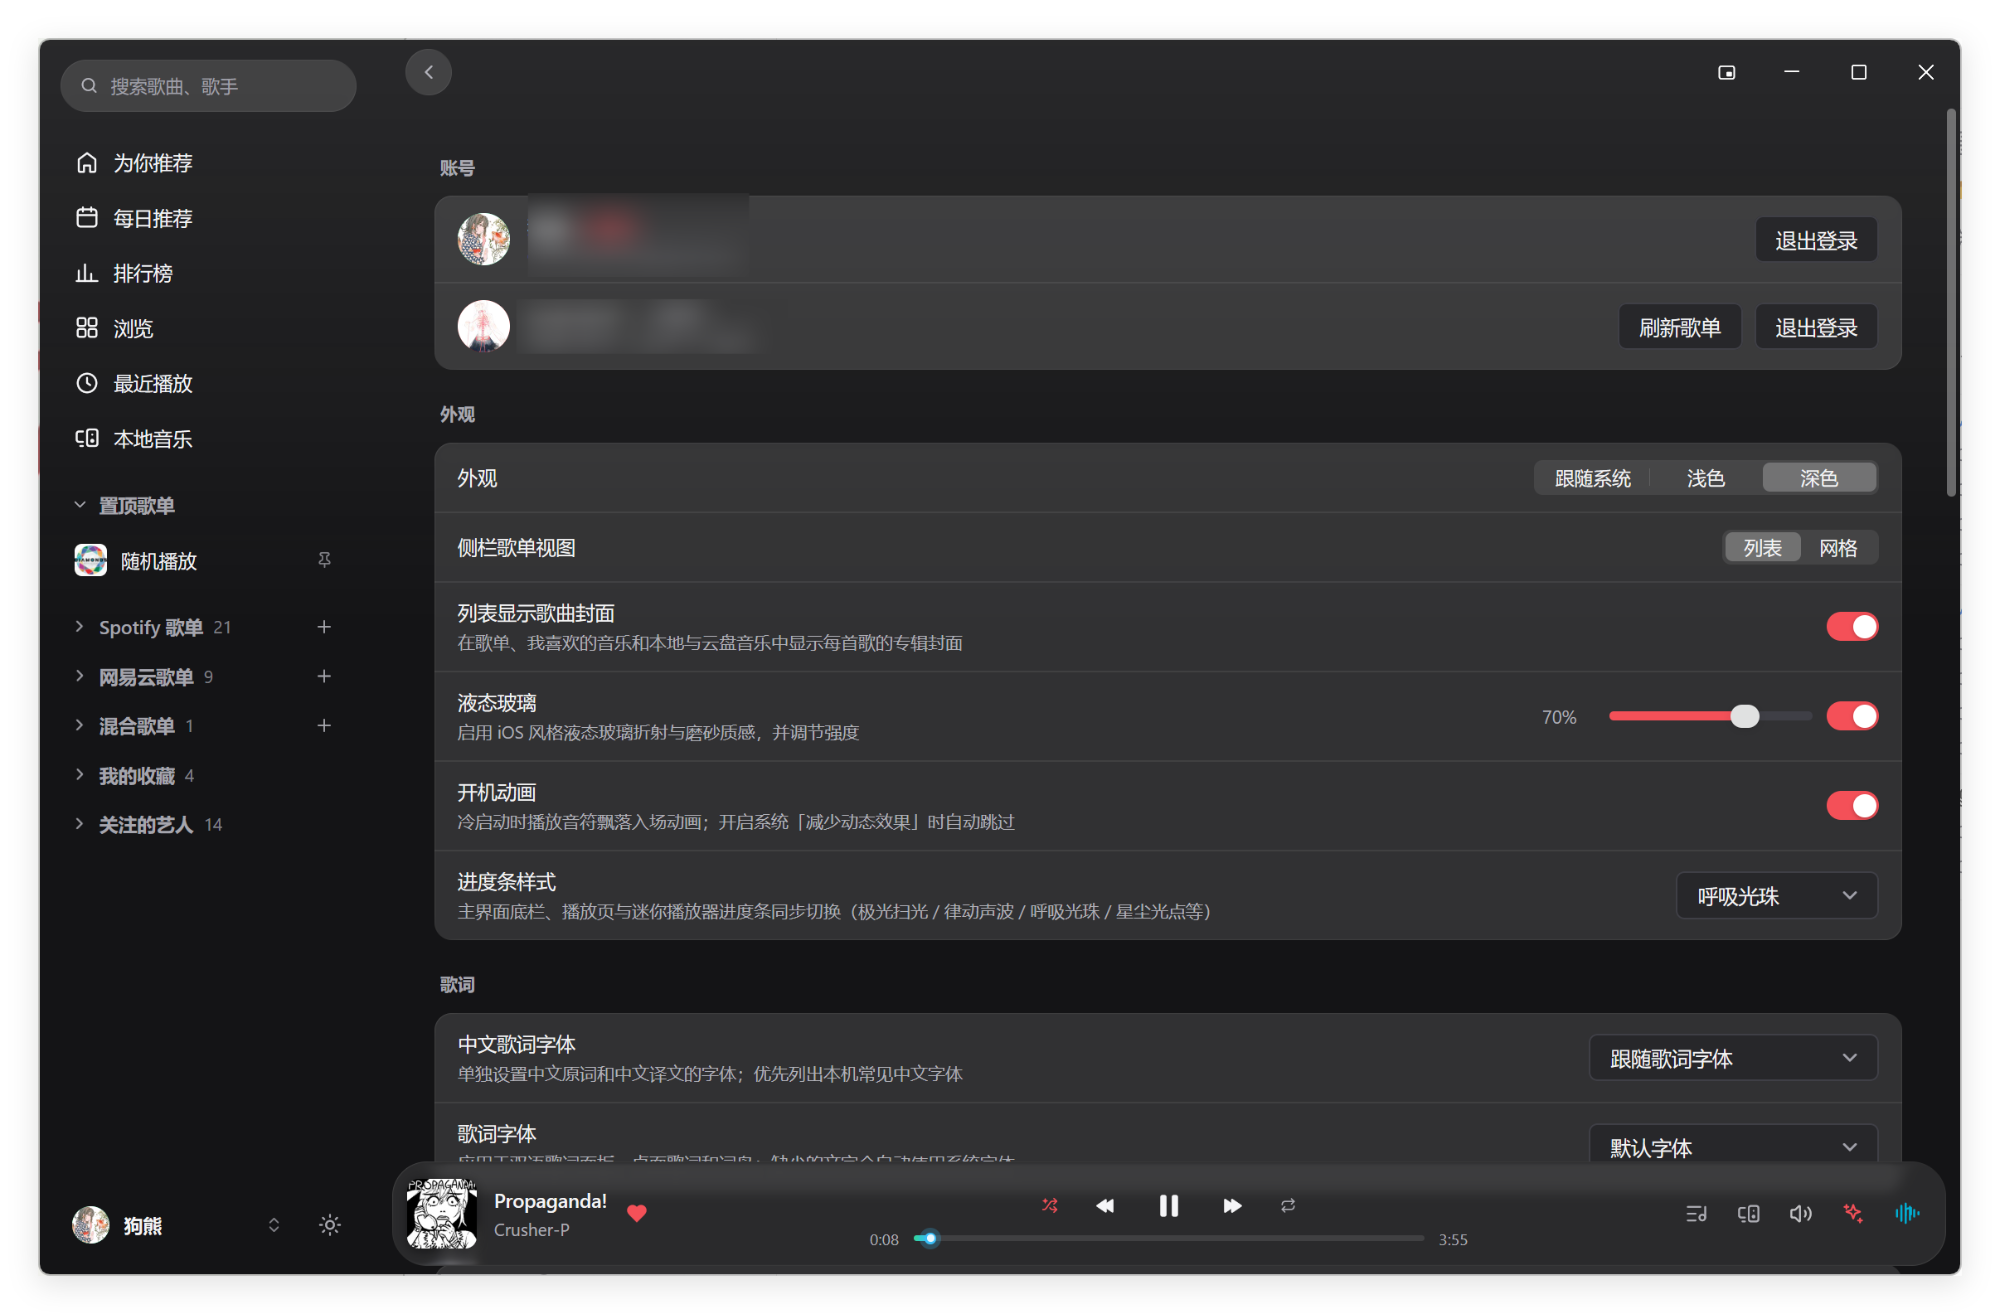 搜索歌曲、歌手
为你推荐
每日推荐
排行榜
浏览
最近播放
本地音乐
置顶歌单
随机播放
Spotify 歌单 21
网易云歌单 9
混合歌单 1
我的收藏 4
关注的艺人 14
狗熊
账号
退出登录
刷新歌单 退出登录
外观
外观 跟随系统 浅色 深色
侧栏歌单视图 列表 网格
列表显示歌曲封面
在歌单、我喜欢的音乐和本地与云盘音乐中显示每首歌的专辑封面
液态玻璃
启用 iOS 风格液态玻璃折射与磨砂质感，并调节强度
70%
开机动画
冷启动时播放音符飘落入场动画；开启系统「减少动态效果」时自动跳过
进度条样式
主界面底栏、播放页与迷你播放器进度条同步切换（极光扫光 / 律动声波 / 呼吸光珠 / 星尘光点等）
呼吸光珠
歌词
中文歌词字体
单独设置中文原词和中文译文的字体；优先列出本机常见中文字体
跟随歌词字体
歌词字体
默认字体
PROPAGANDA!
Propaganda!
Crusher-P
0:08 3:55